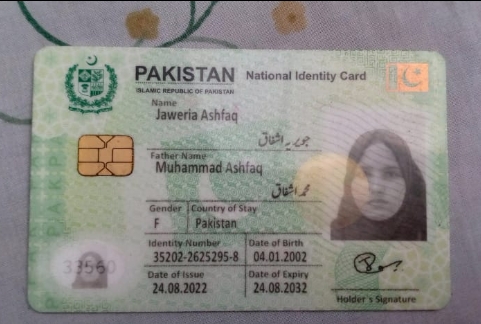 PAKISTAN National Identity Card
ISLAMIC REPUBLIC OF PAKISTAN
Name
Jaweria Ashfaq
جویریہ اشفاق
Father Name
Muhammad Ashfaq
محمد اشفاق
Gender Country of Stay
F Pakistan
Identity Number Date of Birth
35202-2625295-8 04.01.2002
Date of Issue Date of Expiry
24.08.2022 24.08.2032
33560
Holder's Signature